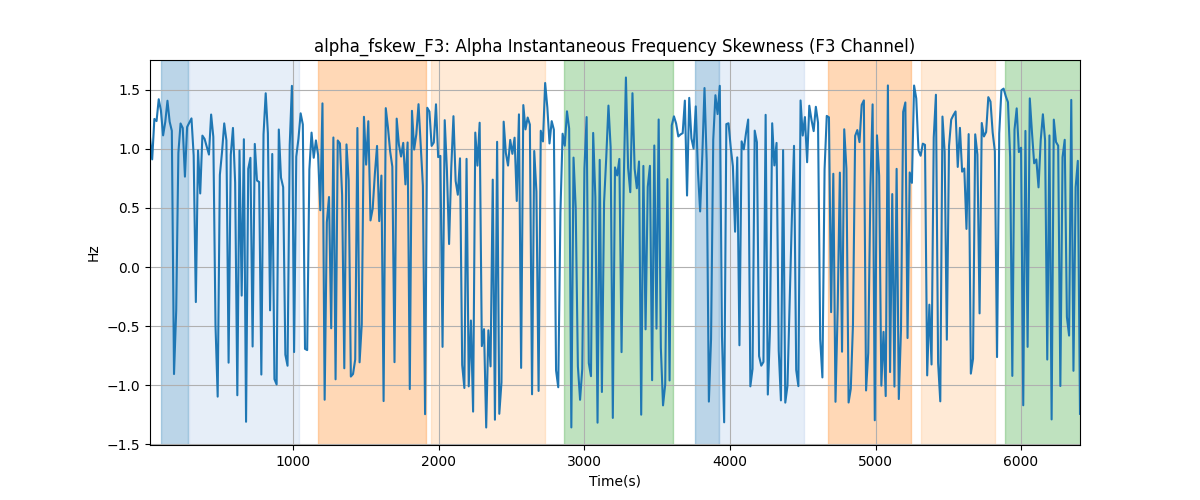 alpha_fskew_F3: Alpha Instantaneous Frequency Skewness (F3 Channel)
Hz
1.5
1.0
0.5
0.0
−0.5
−1.0
−1.5
1000 2000 3000 4000 5000 6000
Time(s)